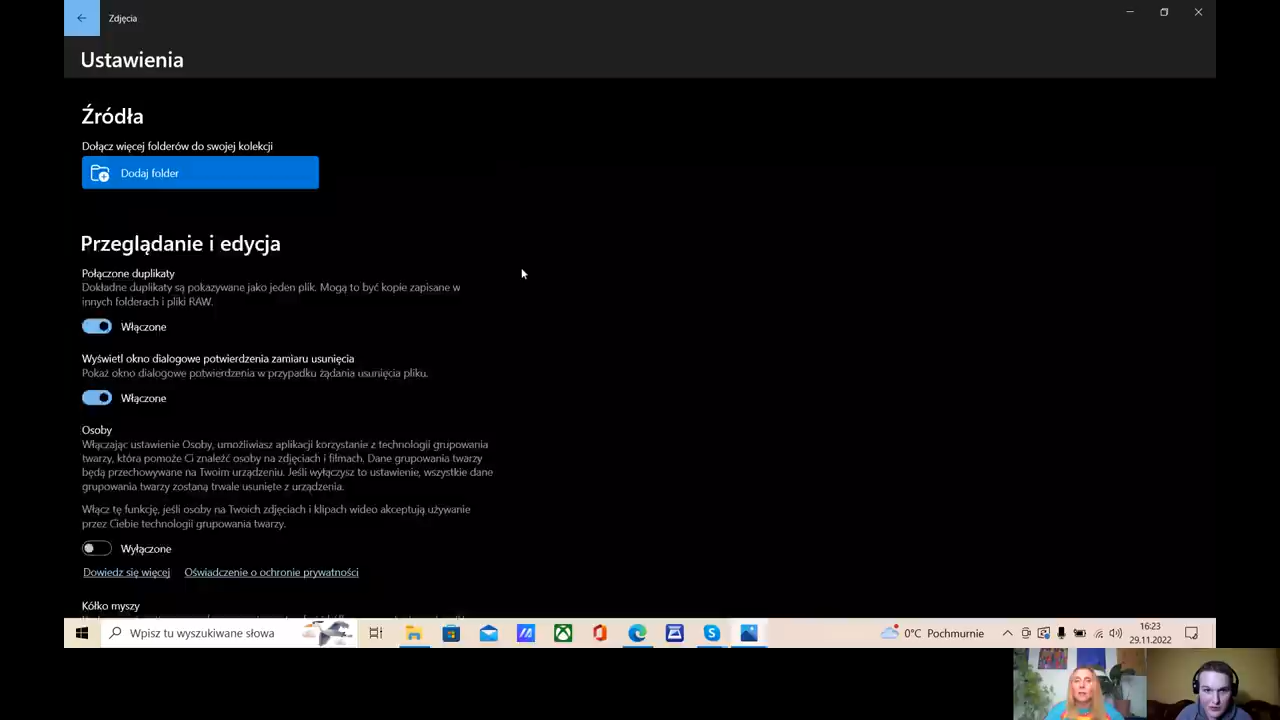 Zdjęcia
Ustawienia
Źródła
Dołącz więcej folderów do swojej kolekcji
Dodaj folder
Przeglądanie i edycja
Połączone duplikaty
Dokładne duplikaty są pokazywane jako jeden plik. Mogą to być kopie zapisane w
innych folderach i pliki RAW.
Włączone
Wyświetl okno dialogowe potwierdzenia zamiaru usunięcia
Pokaż okno dialogowe potwierdzenia w przypadku żądania usunięcia pliku.
Włączone
Osoby
Włączając ustawienie Osoby, umożliwiasz aplikacji korzystanie z technologii grupowania
twarzy, która pomoże Ci znaleźć osoby na zdjęciach i filmach. Dane grupowania twarzy
będą przechowywane na Twoim urządzeniu. Jeśli wyłączysz to ustawienie, wszystkie dane
grupowania twarzy zostaną trwale usunięte z urządzenia.
Włącz tę funkcję, jeśli osoby na Twoich zdjęciach i klipach wideo akceptują używanie
przez Ciebie technologii grupowania twarzy.
Wyłączone
Dowiedz się więcej Oświadczenie o ochronie prywatności
Kółko myszy
Wpisz tu wyszukiwane słowa
0°C Pochmurnie
16:23
29.11.2022